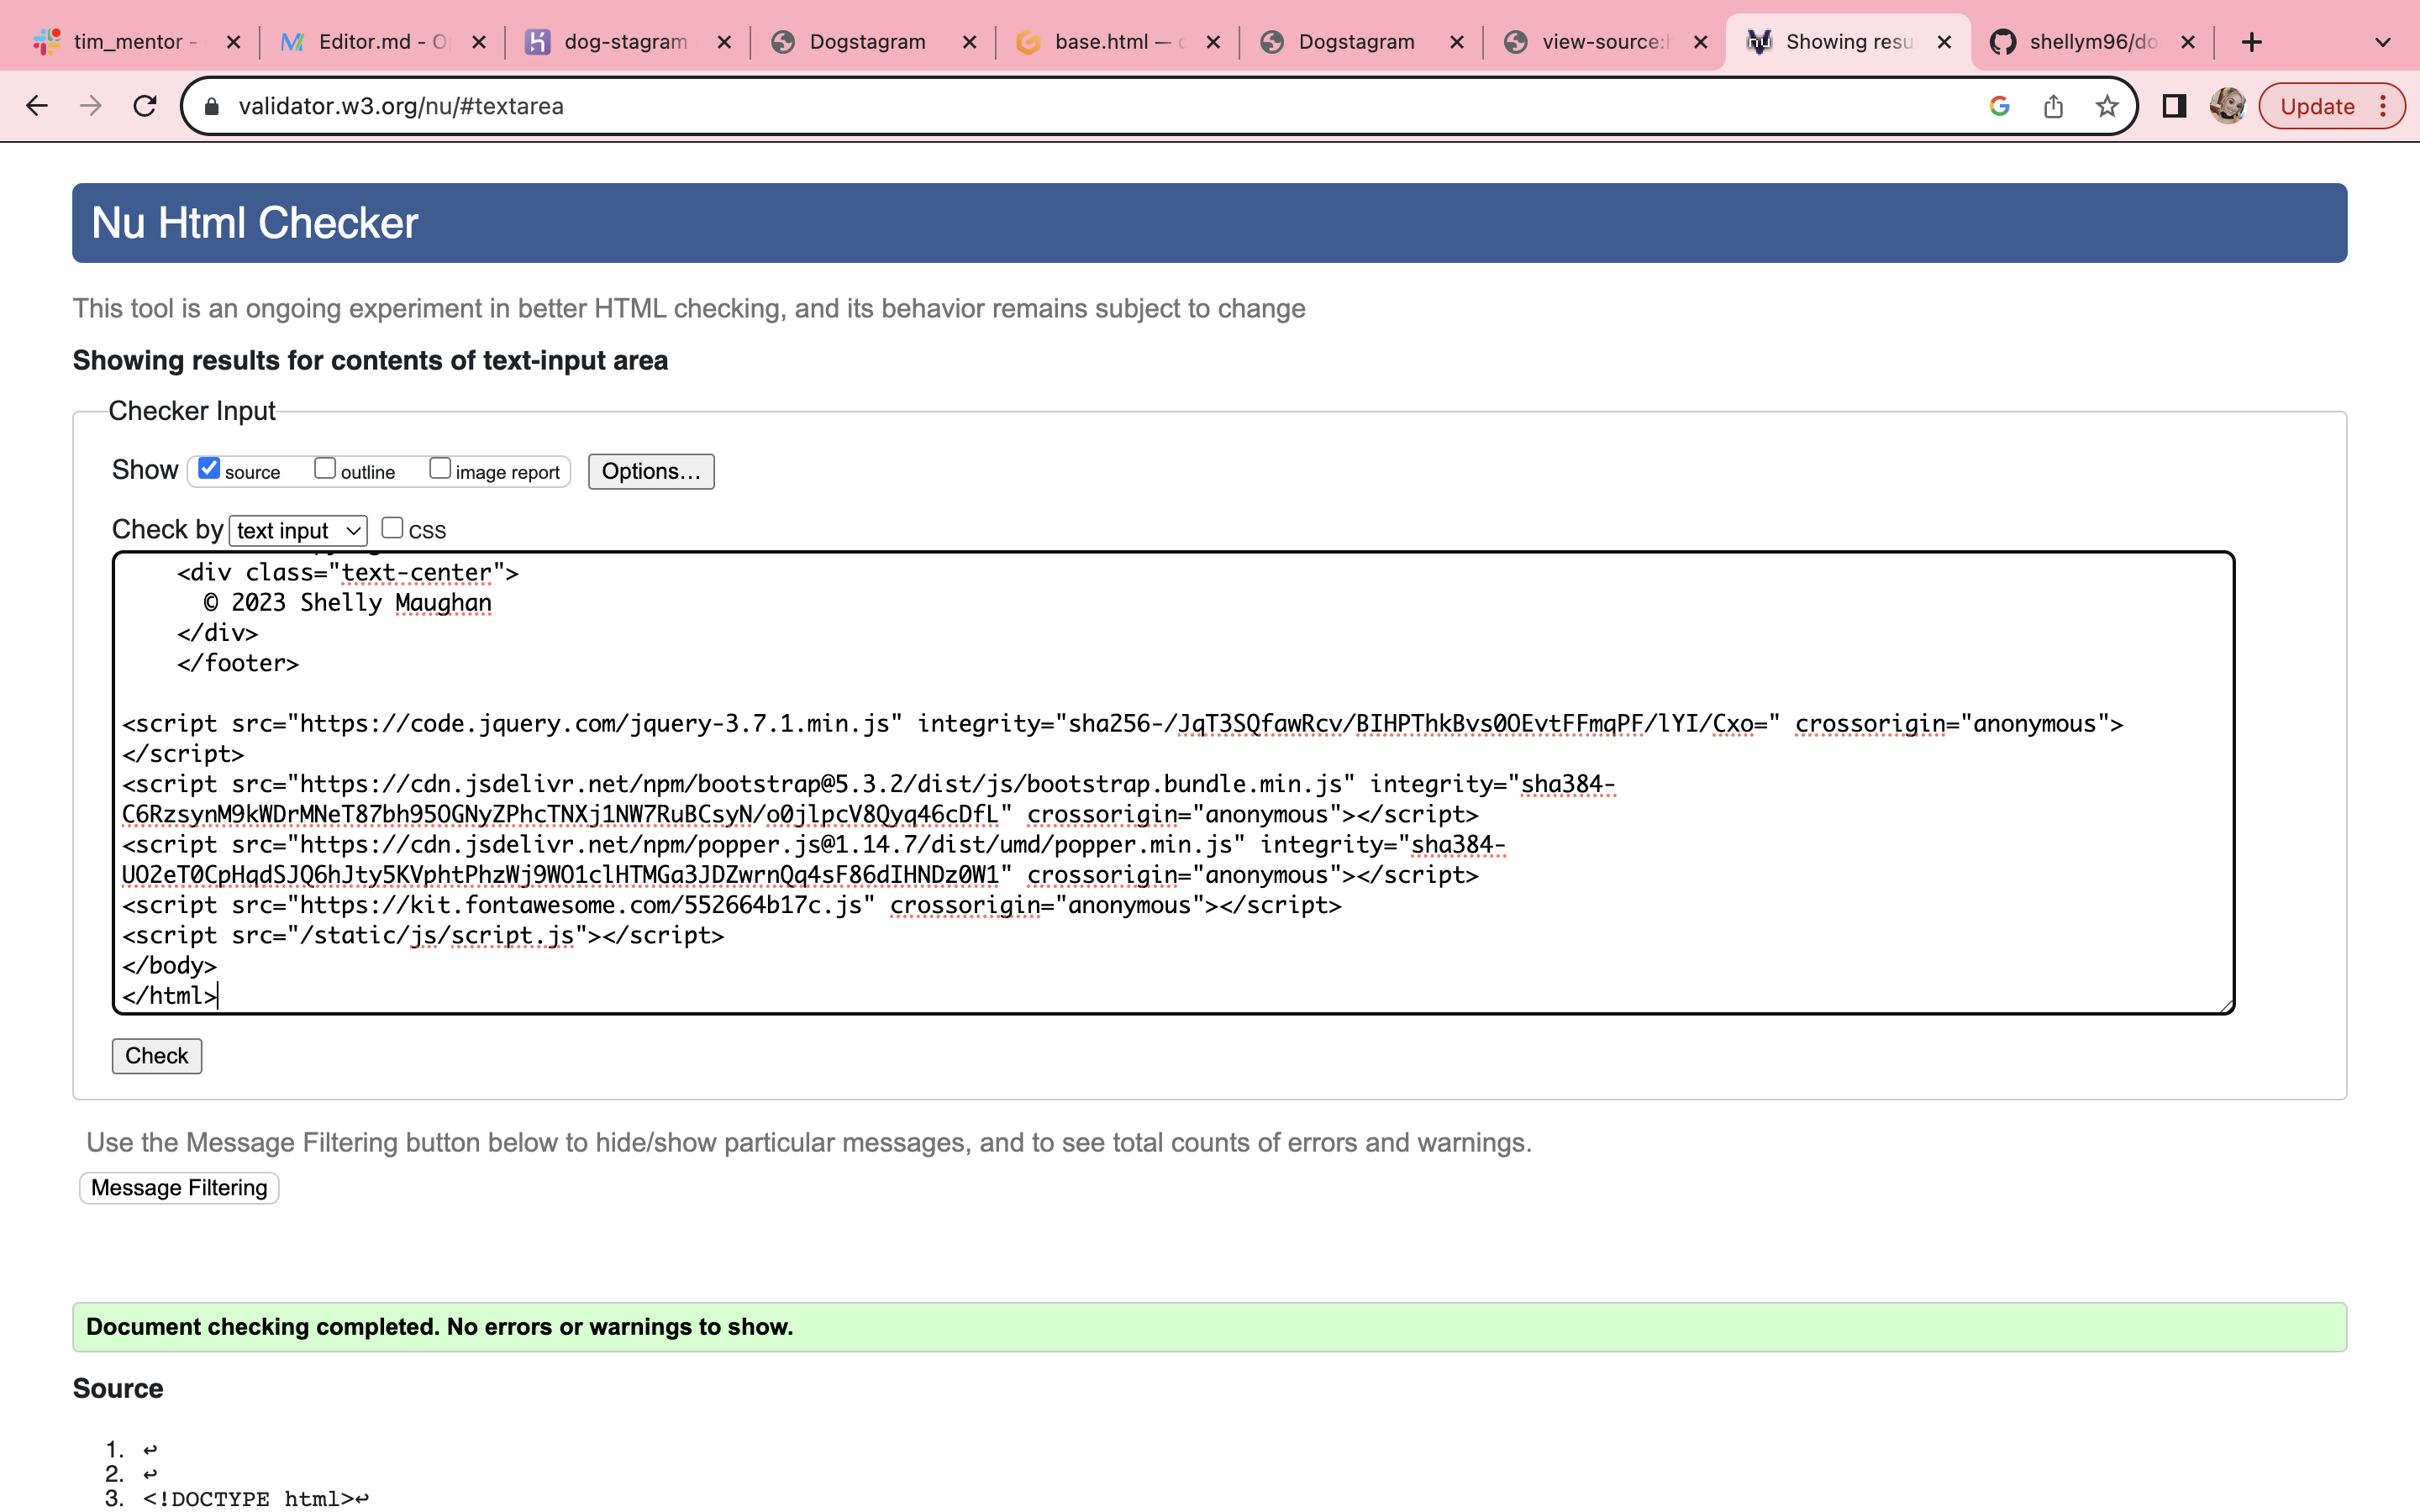 tim_mentor -
Editor.md - Op
dog-stagram
Dogstagram
base.html — d
Dogstagram
view-source:h
Showing resu
shellym96/do
validator.w3.org/nu/#textarea
Update
Nu Html Checker
This tool is an ongoing experiment in better HTML checking, and its behavior remains subject to change
Showing results for contents of text-input area
Checker Input
Show source outline image report Options...
Check by text input CSS
<div class="text-center">
© 2023 Shelly Maughan
</div>
</footer>
<script src="https://code.jquery.com/jquery-3.7.1.min.js" integrity="sha256-/JqT3SQfawRcv/BIHPThkBvs0OEvtFFmqPF/lYI/Cxo=" crossorigin="anonymous">
</script>
<script src="https://cdn.jsdelivr.net/npm/bootstrap@5.3.2/dist/js/bootstrap.bundle.min.js" integrity="sha384-
C6RzsynM9kWDrMNeT87bh95OGNyZPhcTNXj1NW7RuBCsyN/o0jlpcV8Qyq46cDfL" crossorigin="anonymous"></script>
<script src="https://cdn.jsdelivr.net/npm/popper.js@1.14.7/dist/umd/popper.min.js" integrity="sha384-
UO2eT0CpHqdSJQ6hJty5KVphtPhzWj9WO1clHTMGa3JDZwrnQq4sF86dIHNDz0W1" crossorigin="anonymous"></script>
<script src="https://kit.fontawesome.com/552664b17c.js" crossorigin="anonymous"></script>
<script src="/static/js/script.js"></script>
</body>
</html>
Check
Use the Message Filtering button below to hide/show particular messages, and to see total counts of errors and warnings.
Message Filtering
Document checking completed. No errors or warnings to show.
Source
1. ↩
2. ↩
3. <!DOCTYPE html>↩